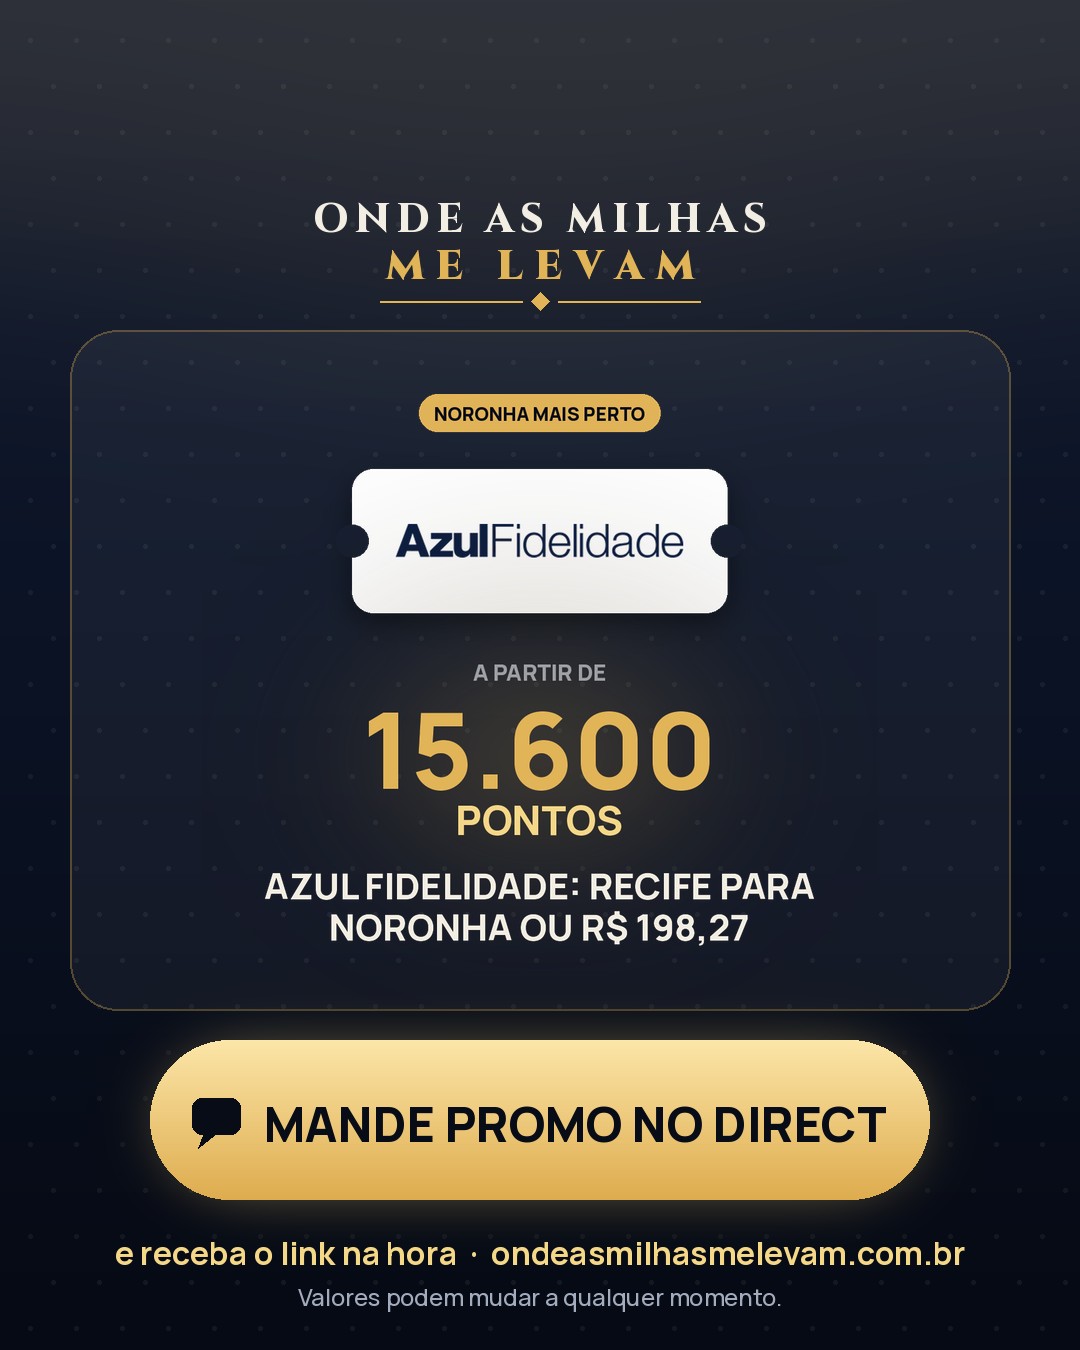 ONDE AS MILHAS
ME LEVAM
NORONHA MAIS PERTO
AzulFidelidade
A PARTIR DE
15.600
PONTOS
AZUL FIDELIDADE: RECIFE PARA
NORONHA OU R$ 198,27
MANDE PROMO NO DIRECT
e receba o link na hora · ondeasmilhasmelevam.com.br
Valores podem mudar a qualquer momento.